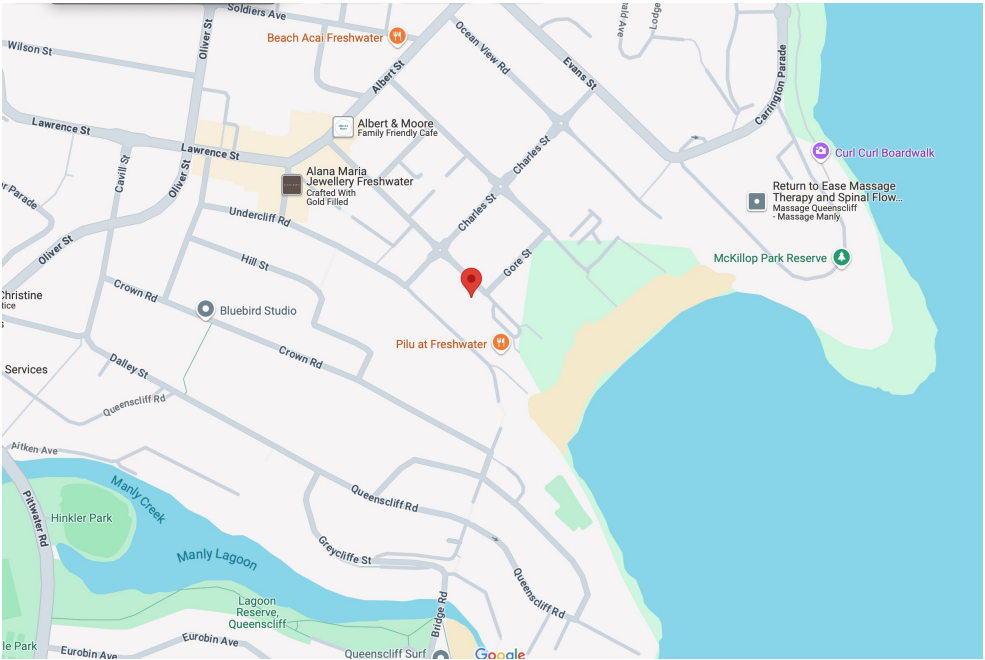 Soldiers Ave
Oliver St
Beach Acai Freshwater
Albert St
Ocean View Rd
Evans St
Carrington Parade
Wilson St
Lawrence St
Lawrence St
Albert & Moore
Family Friendly Cafe
Charles St
Curl Curl Boardwalk
Cavill St
Oliver St
Alana Maria
Jewellery Freshwater
Crafted With
Gold Filled
Return to Ease Massage
Therapy and Spinal Flow...
Massage Queenscliff
- Massage Manly
Parade
Undercliff Rd
Charles St
Oliver St
Hill St
Gore St
McKillop Park Reserve
Christine
tice
Crown Rd
Bluebird Studio
Pilu at Freshwater
Services
Dalley St
Crown Rd
Queenscliff Rd
Aitken Ave
Pittwater Rd
Manly Creek
Hinkler Park
Queenscliff Rd
Manly Lagoon
Greycliffe St
Queenscliff Rd
Lagoon
Reserve,
Queenscliff
Bridge Rd
le Park
Eurobin Ave
Eurobin Ave
Queenscliff Surf
Google